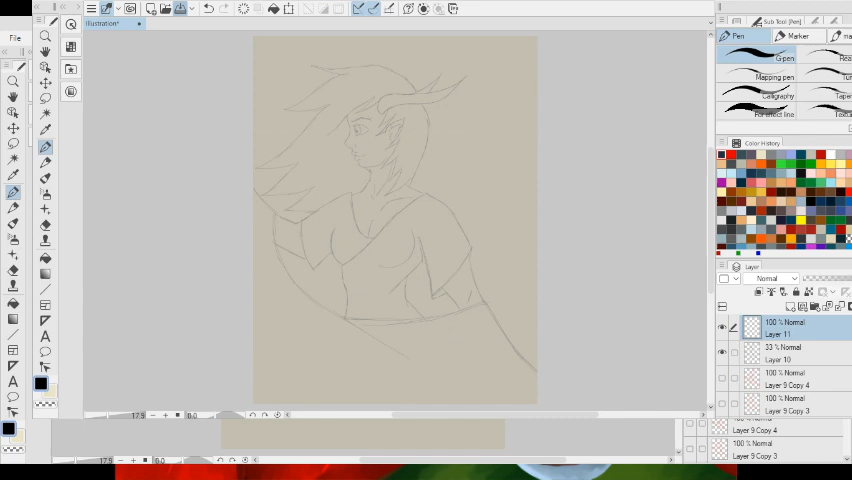 File
Illustration*
Sub Tool [Pen]
Pen
Marker
G-pen
Mapping pen
Calligraphy
For effect line
Color History
Layer
Normal
100 % Normal
Layer 11
33 % Normal
Layer 10
100 % Normal
Layer 9 Copy 4
100 % Normal
Layer 9 Copy 3
17.9
0.0
Layer 9 Copy 4
100 % Normal
Layer 9 Copy 3
17.9
0.0